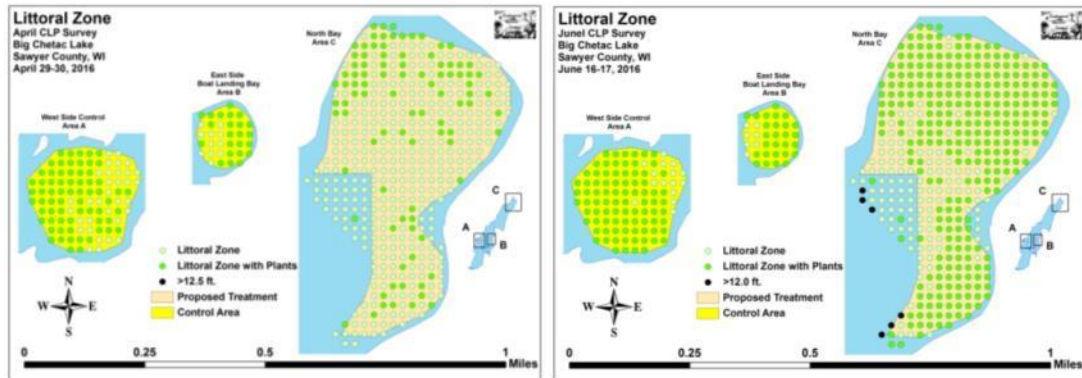 Littoral Zone
April CLP Survey
Big Chetac Lake
Sawyer County, WI
April 29-30, 2016
North Bay
Area C
East Side
Boat Landing Bay
Area B
West Side Control
Area A
C
A
B
Littoral Zone
Littoral Zone with Plants
>12.5 ft.
Proposed Treatment
Control Area
N
W E
S
0 0.25 0.5 1
Miles
Littoral Zone
Junel CLP Survey
Big Chetac Lake
Sawyer County, WI
June 16-17, 2016
North Bay
Area C
East Side
Boat Landing Bay
Area B
West Side Control
Area A
C
A
B
Littoral Zone
Littoral Zone with Plants
>12.0 ft.
Proposed Treatment
Control Area
N
W E
S
0 0.25 0.5 1
Miles